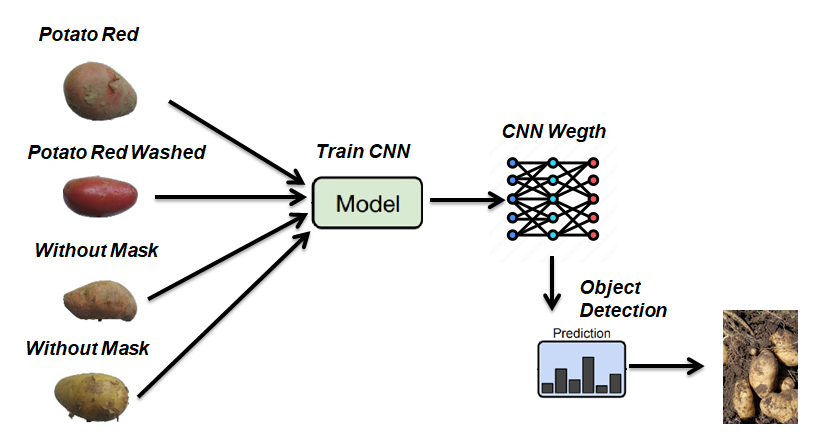 Potato Red
Potato Red Washed
Without Mask
Without Mask
Train CNN
Model
CNN Wegth
Object
Detection
Prediction